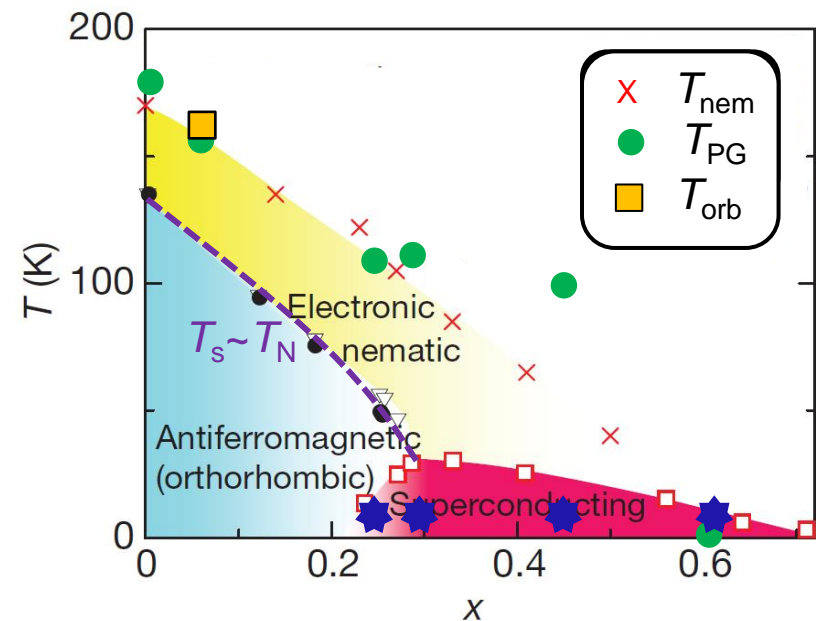 200
T_nem
T_PG
T_orb
T (K)
100
Electronic
nematic
T_s~T_N
Antiferromagnetic
(orthorhombic)
Superconducting
0
0 0.2 0.4 0.6
x